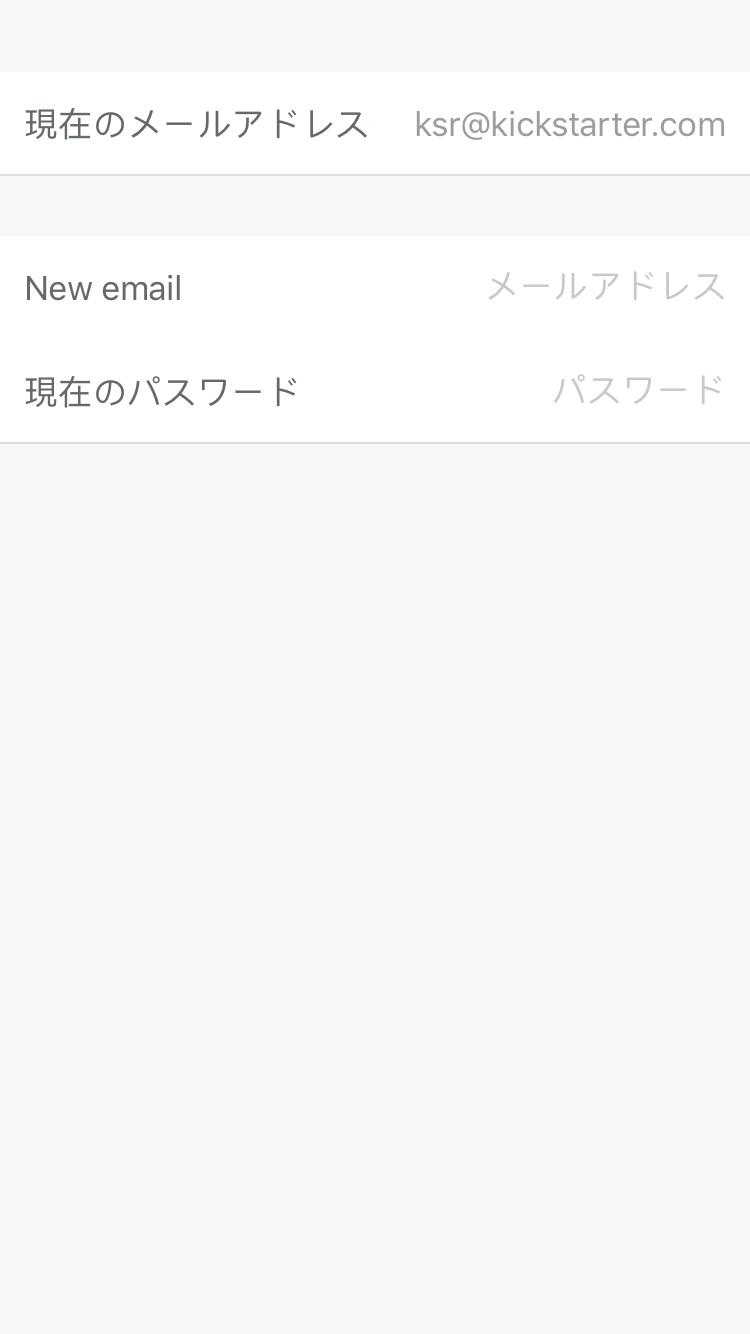 現在のメールアドレス ksr@kickstarter.com
New email メールアドレス
現在のパスワード パスワード